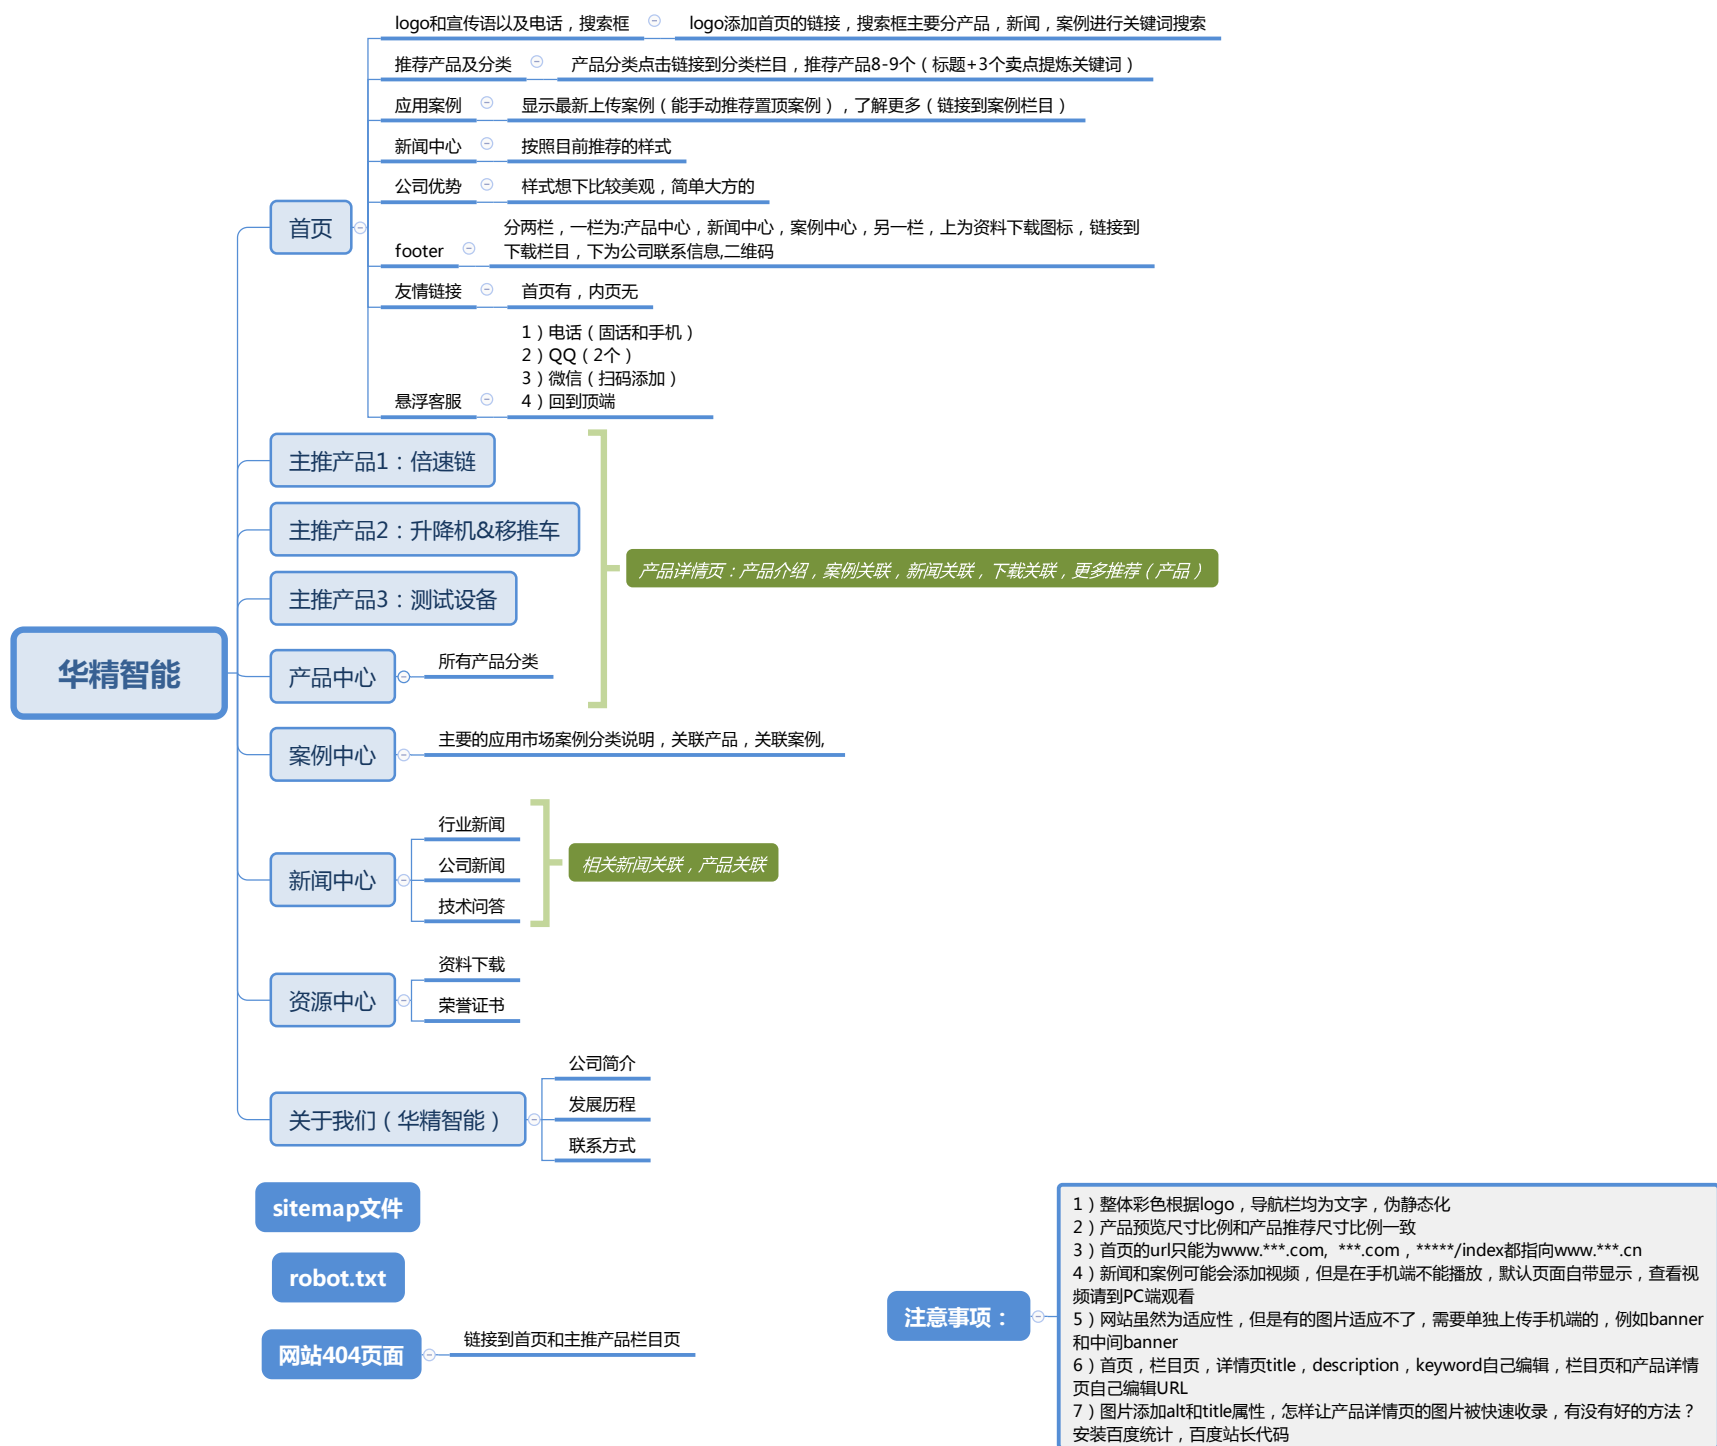 logo和宣传语以及电话，搜索框
logo添加首页的链接，搜索框主要分产品，新闻，案例进行关键词搜索
推荐产品及分类
产品分类点击链接到分类栏目，推荐产品8-9个（标题+3个卖点提炼关键词）
应用案例
显示最新上传案例（能手动推荐置顶案例），了解更多（链接到案例栏目）
新闻中心
按照目前推荐的样式
公司优势
样式想下比较美观，简单大方的
首页
footer
分两栏，一栏为:产品中心，新闻中心，案例中心，另一栏，上为资料下载图标，链接到
下载栏目，下为公司联系信息,二维码
友情链接
首页有，内页无
悬浮客服
1）电话（固话和手机）
2）QQ（2个）
3）微信（扫码添加）
4）回到顶端
主推产品1：倍速链
主推产品2：升降机&移推车
主推产品3：测试设备
产品详情页：产品介绍，案例关联，新闻关联，下载关联，更多推荐（产品）
华精智能
产品中心
所有产品分类
案例中心
主要的应用市场案例分类说明，关联产品，关联案例,
新闻中心
行业新闻
公司新闻
技术问答
相关新闻关联，产品关联
资源中心
资料下载
荣誉证书
关于我们（华精智能）
公司简介
发展历程
联系方式
sitemap文件
robot.txt
网站404页面
链接到首页和主推产品栏目页
注意事项：
1）整体彩色根据logo，导航栏均为文字，伪静态化
2）产品预览尺寸比例和产品推荐尺寸比例一致
3）首页的url只能为www.***.com,  ***.com，*****/index都指向www.***.cn
4）新闻和案例可能会添加视频，但是在手机端不能播放，默认页面自带显示，查看视
频请到PC端观看
5）网站虽然为适应性，但是有的图片适应不了，需要单独上传手机端的，例如banner
和中间banner
6）首页，栏目页，详情页title，description，keyword自己编辑，栏目页和产品详情
页自己编辑URL
7）图片添加alt和title属性，怎样让产品详情页的图片被快速收录，有没有好的方法？
安装百度统计，百度站长代码